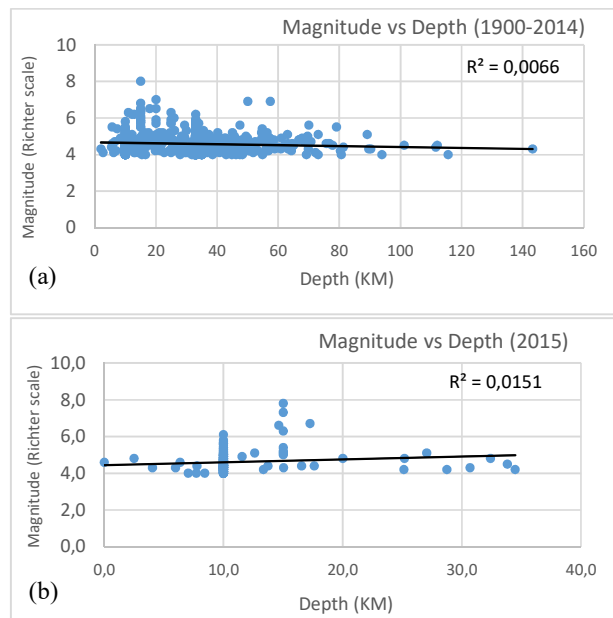 Magnitude vs Depth (1900-2014)
R² = 0,0066
10
8
6
4
2
0
0 20 40 60 80 100 120 140 160
Magnitude (Richter scale)
Depth (KM)
(a)
Magnitude vs Depth (2015)
R² = 0,0151
10,0
8,0
6,0
4,0
2,0
0,0
0,0 10,0 20,0 30,0 40,0
Magnitude (Richter scale)
Depth (KM)
(b)